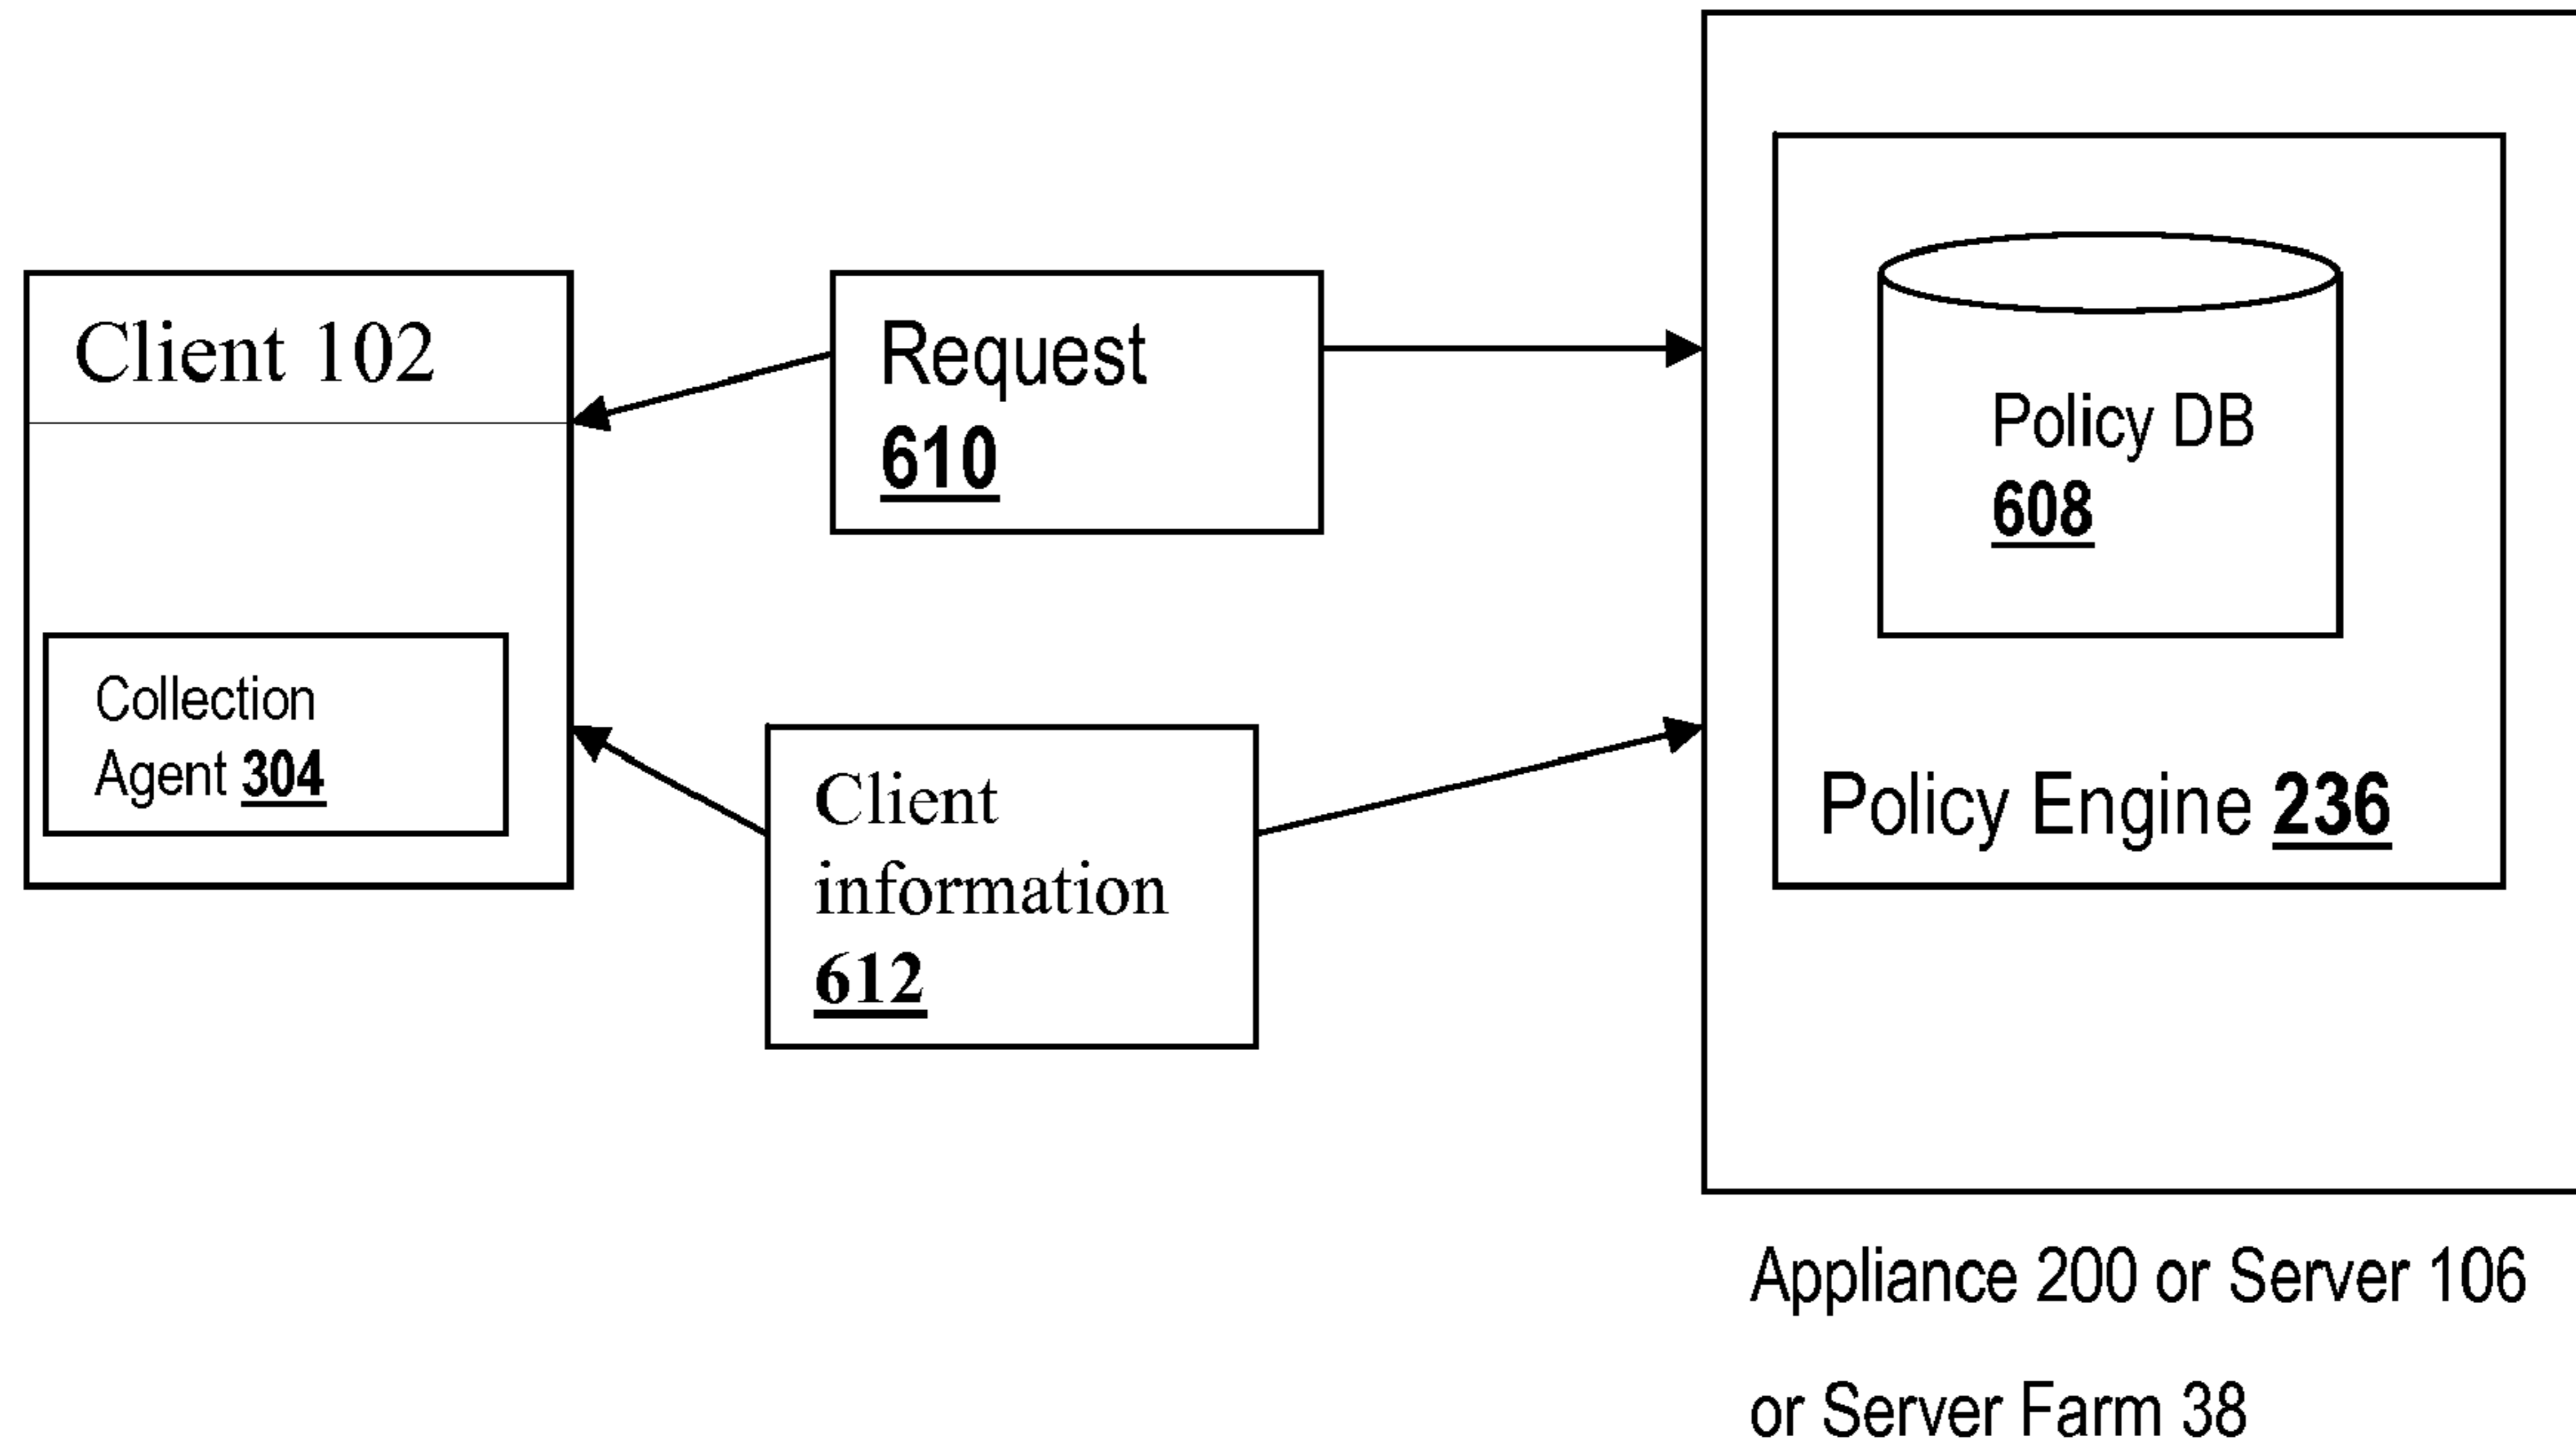 Client 102
Collection
Agent 304
Request
610
Client
information
612
Policy DB
608
Policy Engine 236
Appliance 200 or Server 106
or Server Farm 38